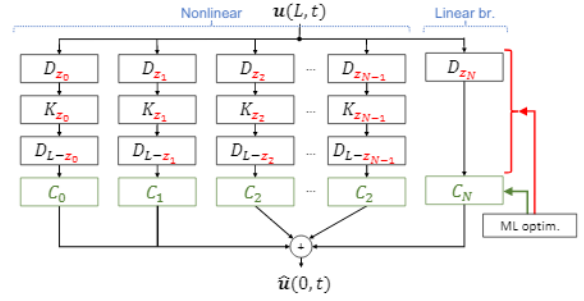 Nonlinear u(L, t) Linear br.
D_{z_0} D_{z_1} D_{z_2} ... D_{z_{N-1}} D_{z_N}
K_{z_0} K_{z_1} K_{z_2} ... K_{z_{N-1}}
D_{L-z_0} D_{L-z_1} D_{L-z_2} ... D_{L-z_{N-1}}
C_0 C_1 C_2 ... C_2 C_N
ML optim.
+
û(0, t)